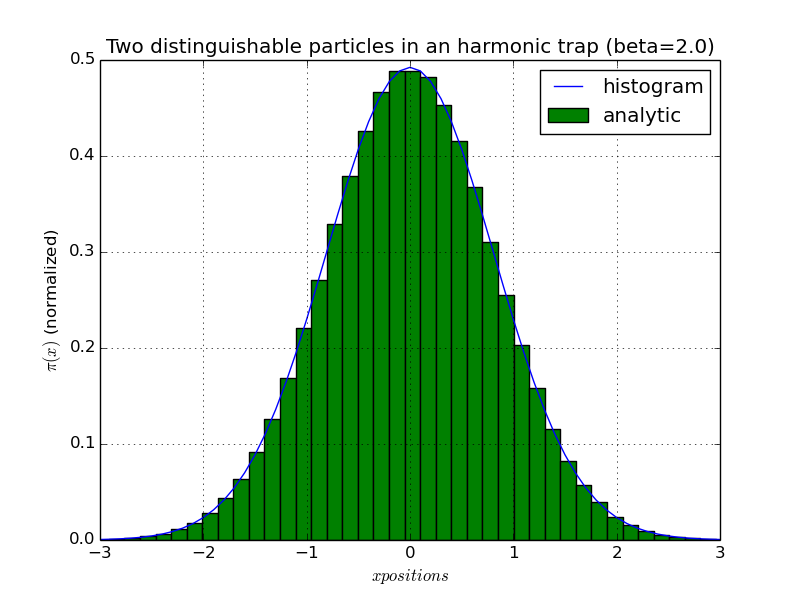 Two distinguishable particles in an harmonic trap (beta=2.0)
histogram
analytic
π(x) (normalized)
0.5
0.4
0.3
0.2
0.1
0.0
−3 −2 −1 0 1 2 3
xpositions